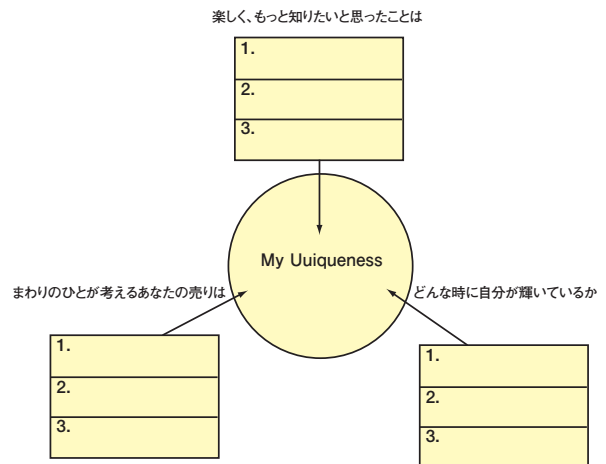 楽しく、もっと知りたいと思ったことは
1.
2.
3.
My Uuiqueness
まわりのひとが考えるあなたの売りは
1.
2.
3.
どんな時に自分が輝いているか
1.
2.
3.